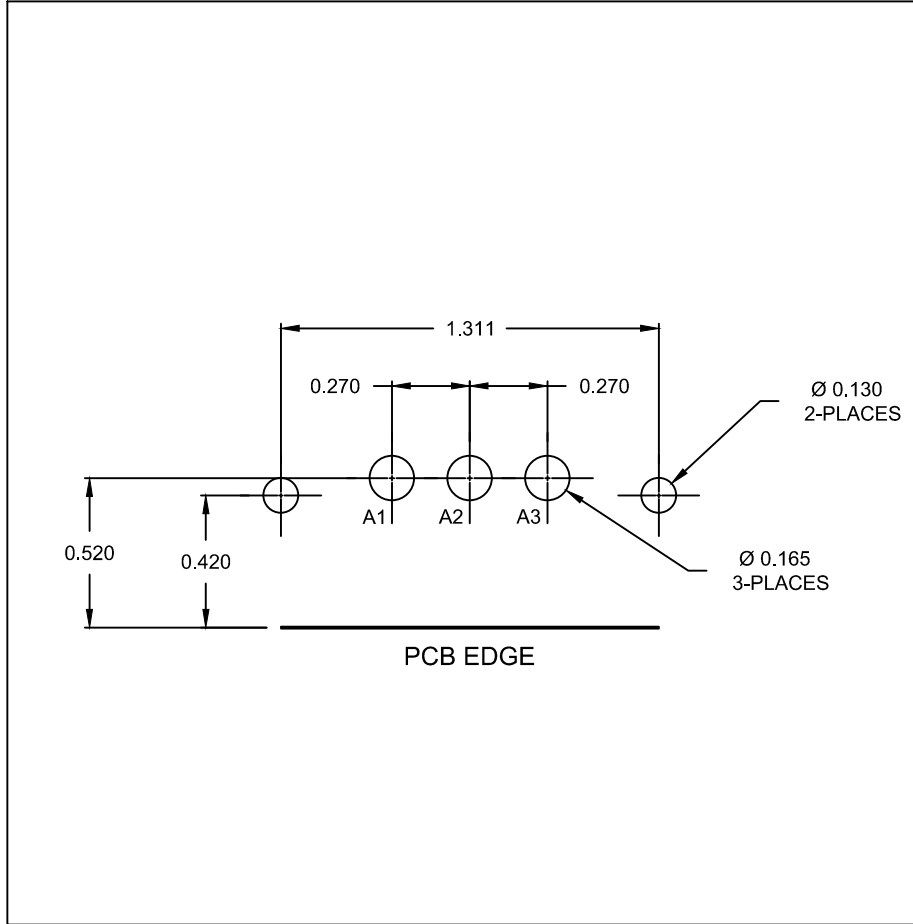 1.311
0.270
0.270
Ø 0.130
2-PLACES
A1
A2
A3
0.520
0.420
Ø 0.165
3-PLACES
PCB EDGE